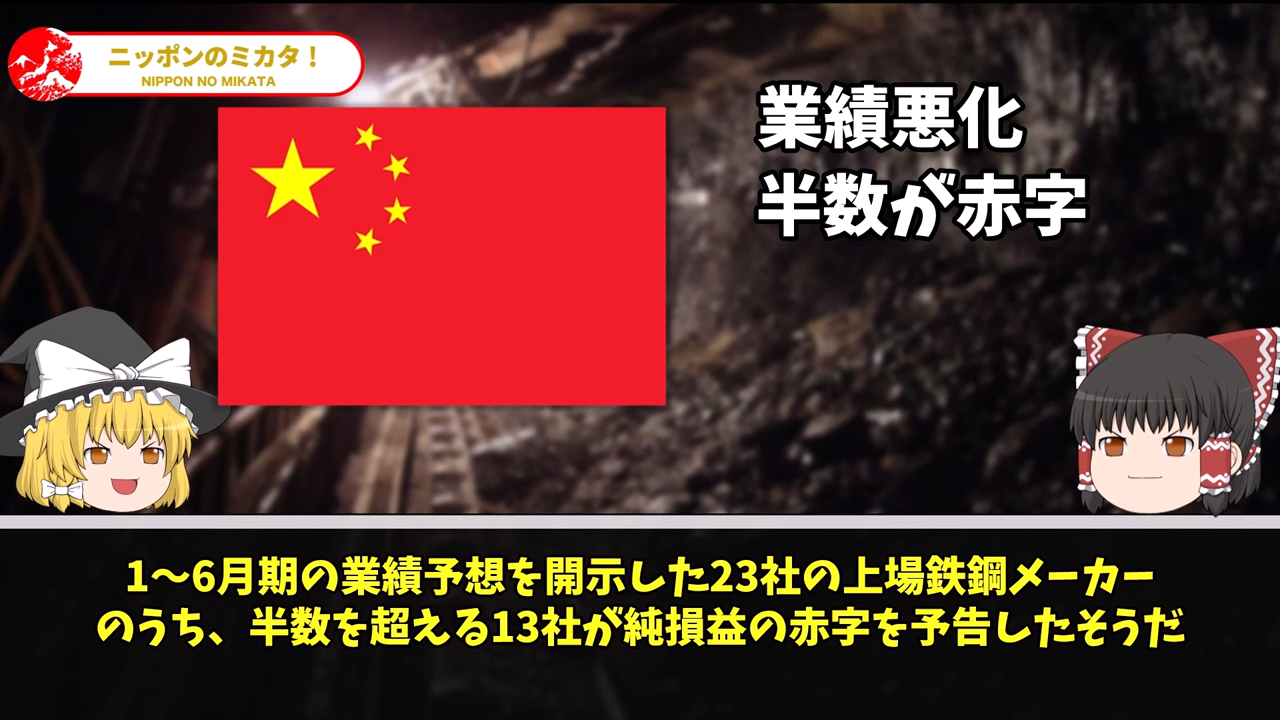 ニッポンのミカタ！
NIPPON NO MIKATA
業績悪化
半数が赤字
1～6月期の業績予想を開示した23社の上場鉄鋼メーカー
のうち、半数を超える13社が純損益の赤字を予告したそうだ